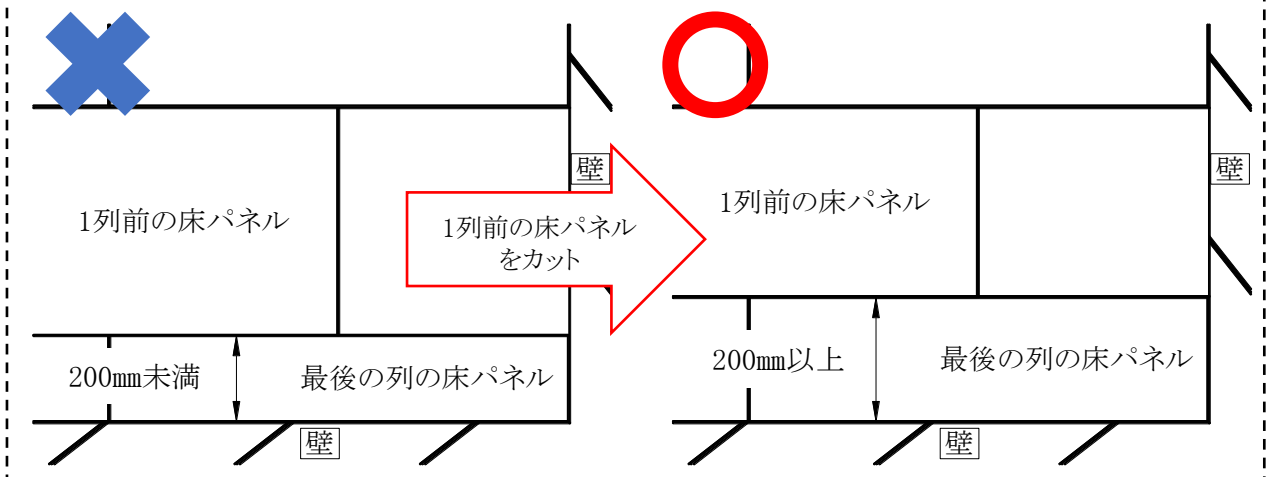 壁
1列前の床パネル
1列前の床パネル
をカット
200mm未満
最後の列の床パネル
壁
壁
1列前の床パネル
200mm以上
最後の列の床パネル
壁